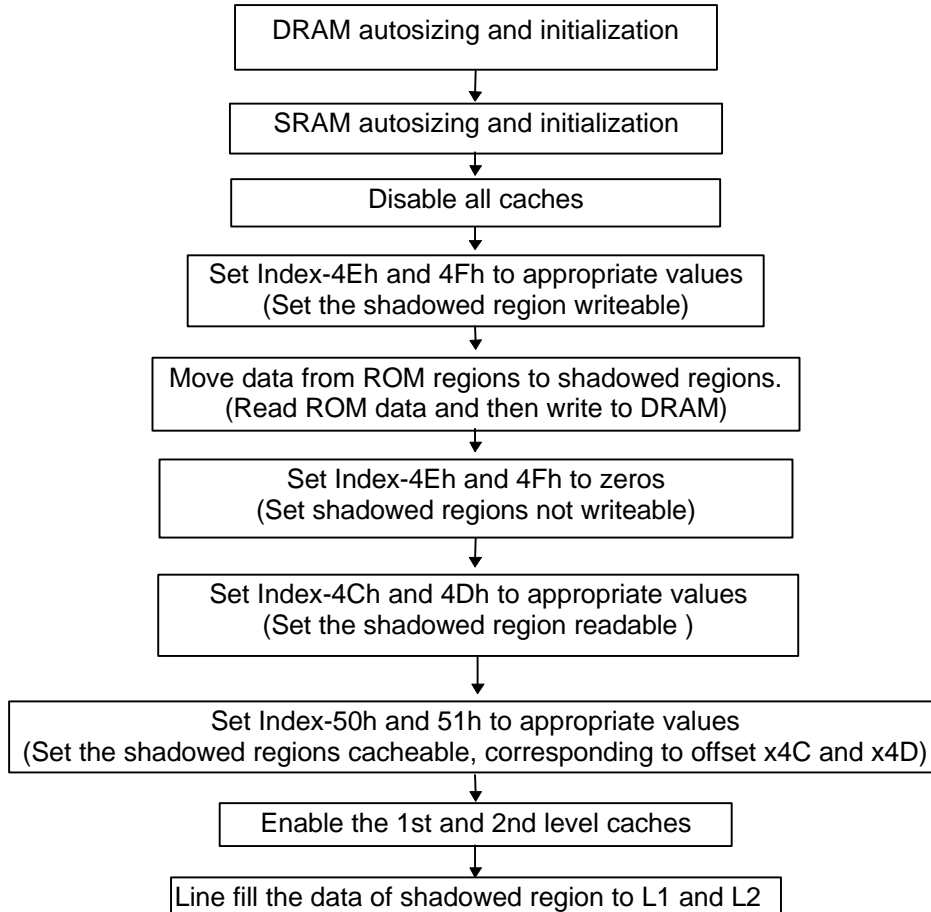 DRAM autosizing and initialization
SRAM autosizing and initialization
Disable all caches
Set Index-4Eh and 4Fh to appropriate values
(Set the shadowed region writeable)
Move data from ROM regions to shadowed regions.
(Read ROM data and then write to DRAM)
Set Index-4Eh and 4Fh to zeros
(Set shadowed regions not writeable)
Set Index-4Ch and 4Dh to appropriate values
(Set the shadowed region readable )
Set Index-50h and 51h to appropriate values
(Set the shadowed regions cacheable, corresponding to offset x4C and x4D)
Enable the 1st and 2nd level caches
Line fill the data of shadowed region to L1 and L2